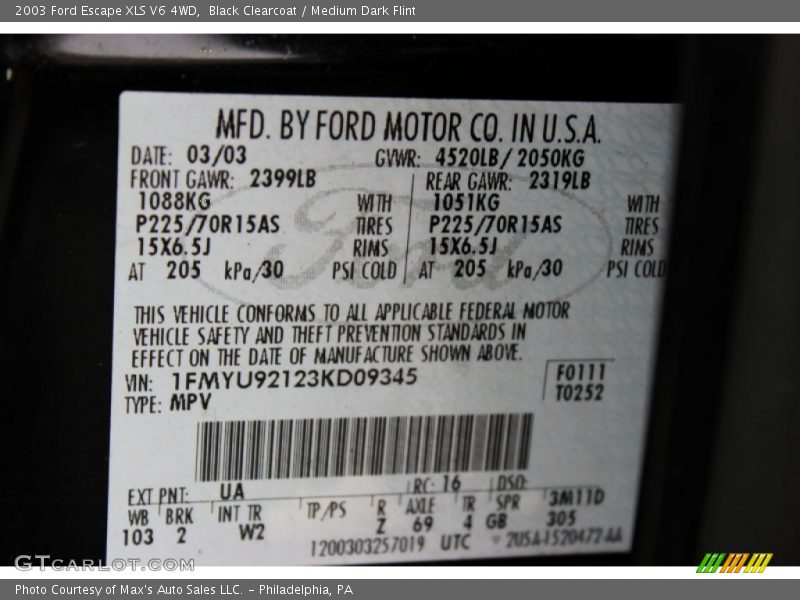 2003 Ford Escape XLS V6 4WD, Black Clearcoat / Medium Dark Flint
MFD. BY FORD MOTOR CO. IN U.S.A.
DATE: 03/03 GVWR: 4520LB/ 2050KG
FRONT GAWR: 2399LB REAR GAWR: 2319LB
1088KG WITH 1051KG WITH
P225/70R15AS TIRES P225/70R15AS TIRES
15X6.5J RIMS 15X6.5J RIMS
AT 205 kPa/30 PSI COLD AT 205 kPa/30 PSI COLD
Ford
THIS VEHICLE CONFORMS TO ALL APPLICABLE FEDERAL MOTOR
VEHICLE SAFETY AND THEFT PREVENTION STANDARDS IN
EFFECT ON THE DATE OF MANUFACTURE SHOWN ABOVE.
VIN: 1FMYU92123KD09345 F0111
TYPE: MPV T0252
EXT PNT: UA RC: 16 DSO:
WB BRK INT TR TP/PS R AXLE TR SPR 3M11D
103 2 W2 Z 69 4 GB 305
1200303257019 UTC 2U5A-1520472-AA
GTCarLot.com
Photo Courtesy of Max's Auto Sales LLC. - Philadelphia, PA